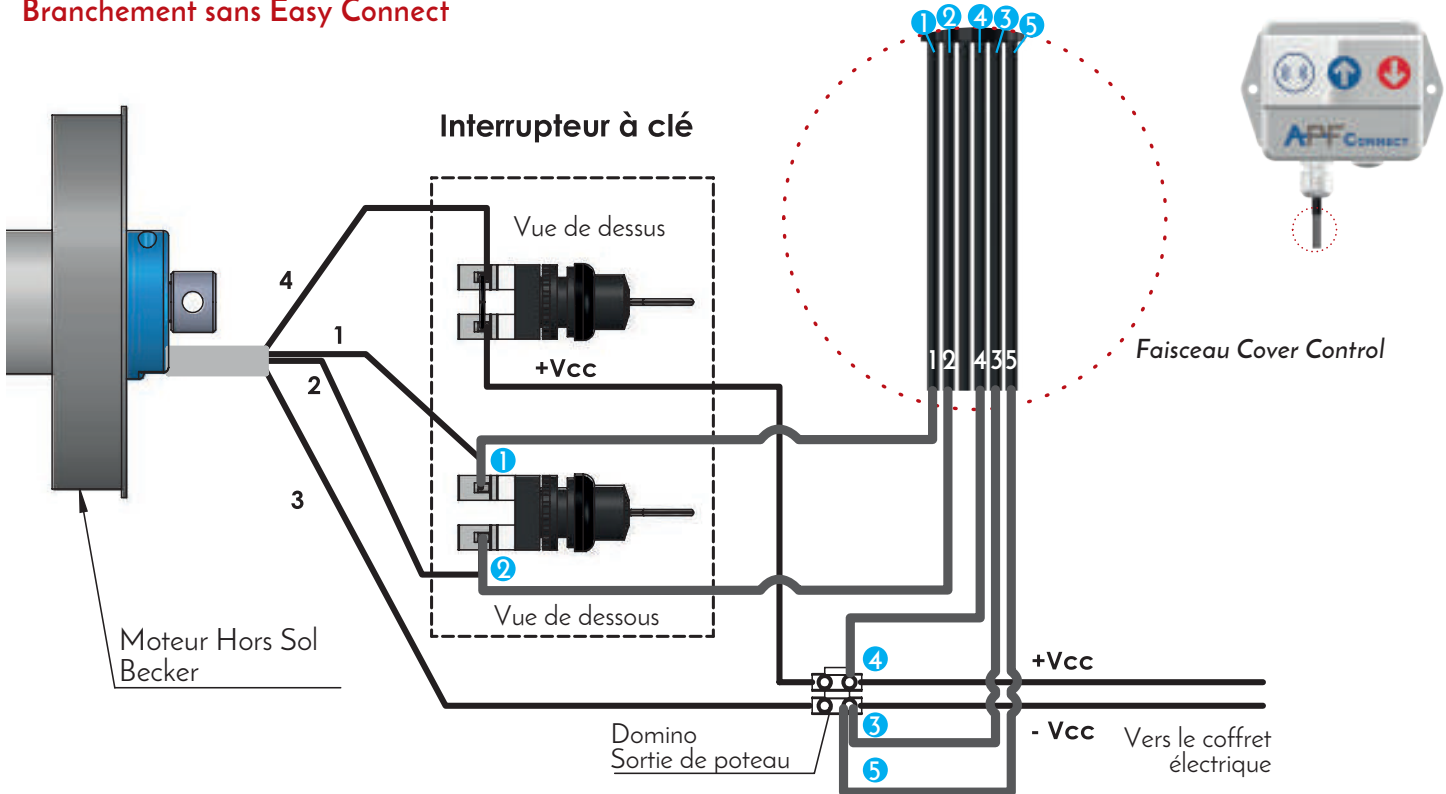 Branchement sans Easy Connect
1 2 4 3 5
APF CONNECT
Interrupteur à clé
Vue de dessus
4
1
2
+Vcc
3
1 2 4 3 5
Faisceau Cover Control
1
2
Vue de dessous
Moteur Hors Sol
Becker
4
+Vcc
3
- Vcc
5
Domino
Sortie de poteau
Vers le coffret
électrique